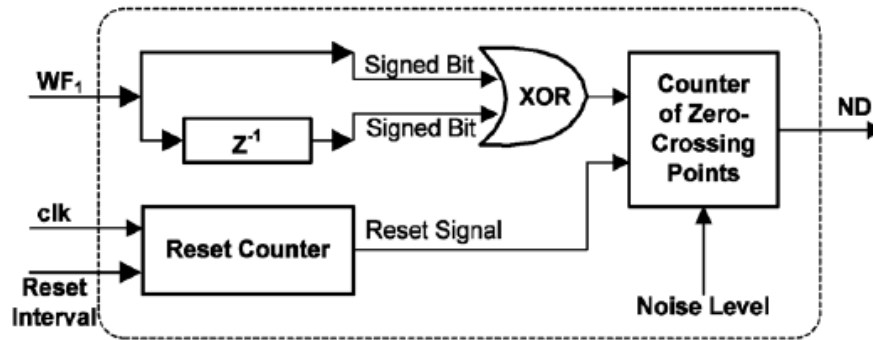 WF1
Signed Bit
XOR
Signed Bit
Z-1
Counter
of Zero-
Crossing
Points
ND
clk
Reset Counter
Reset Signal
Reset
Interval
Noise Level